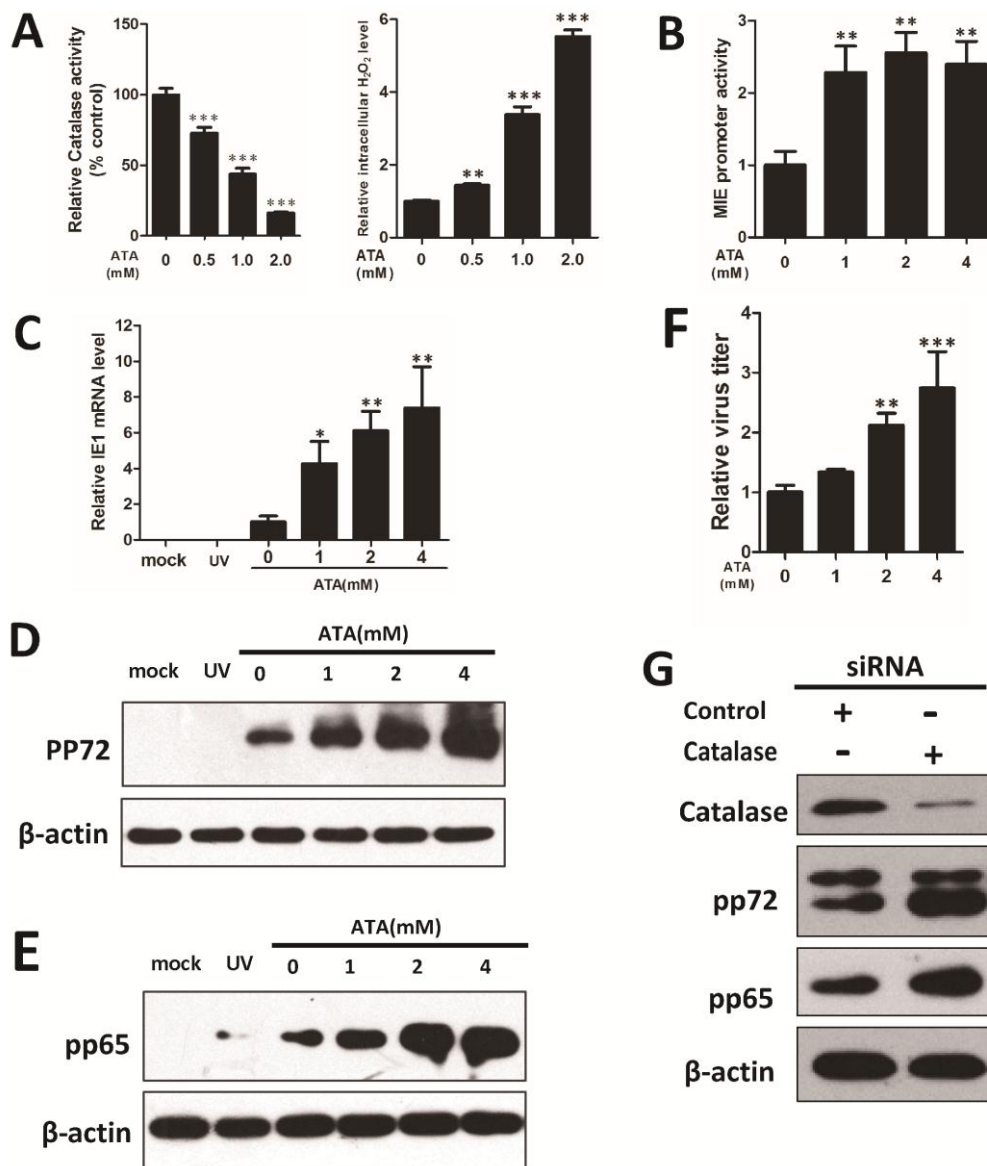 A
Relative Catalase activity
(% control)
150
100
50
0
***
***
***
ATA
(mM)
0 0.5 1.0 2.0
Relative intracellular H₂O₂ level
6
4
2
0
**
***
***
ATA
(mM)
0 0.5 1.0 2.0
B
MIE promoter activity
3
2
1
0
**
**
**
ATA
(mM)
0 1 2 4
C
Relative IE1 mRNA level
12
10
8
6
4
2
0
*
**
**
mock UV 0 1 2 4
ATA(mM)
F
Relative virus titer
4
3
2
1
0
**
***
ATA
(mM)
0 1 2 4
D
ATA(mM)
mock UV 0 1 2 4
PP72
β-actin
E
ATA(mM)
mock UV 0 1 2 4
pp65
β-actin
G
siRNA
Control + -
Catalase - +
Catalase
pp72
pp65
β-actin